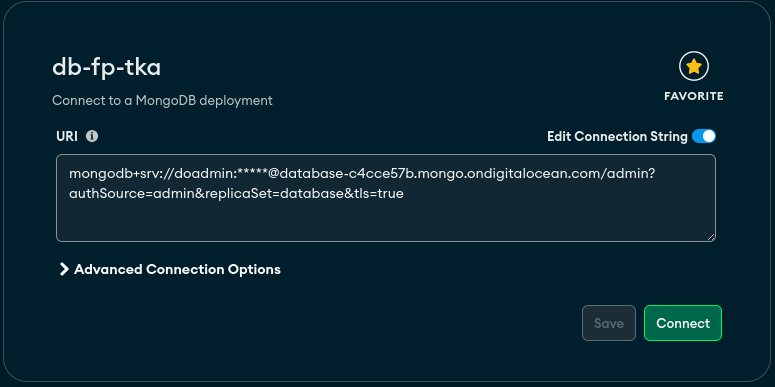 db-fp-tka
Connect to a MongoDB deployment
FAVORITE
URI
Edit Connection String
mongodb+srv://doadmin:*****@database-c4cce57b.mongo.ondigitalocean.com/admin?
authSource=admin&replicaSet=database&tls=true
Advanced Connection Options
Save
Connect